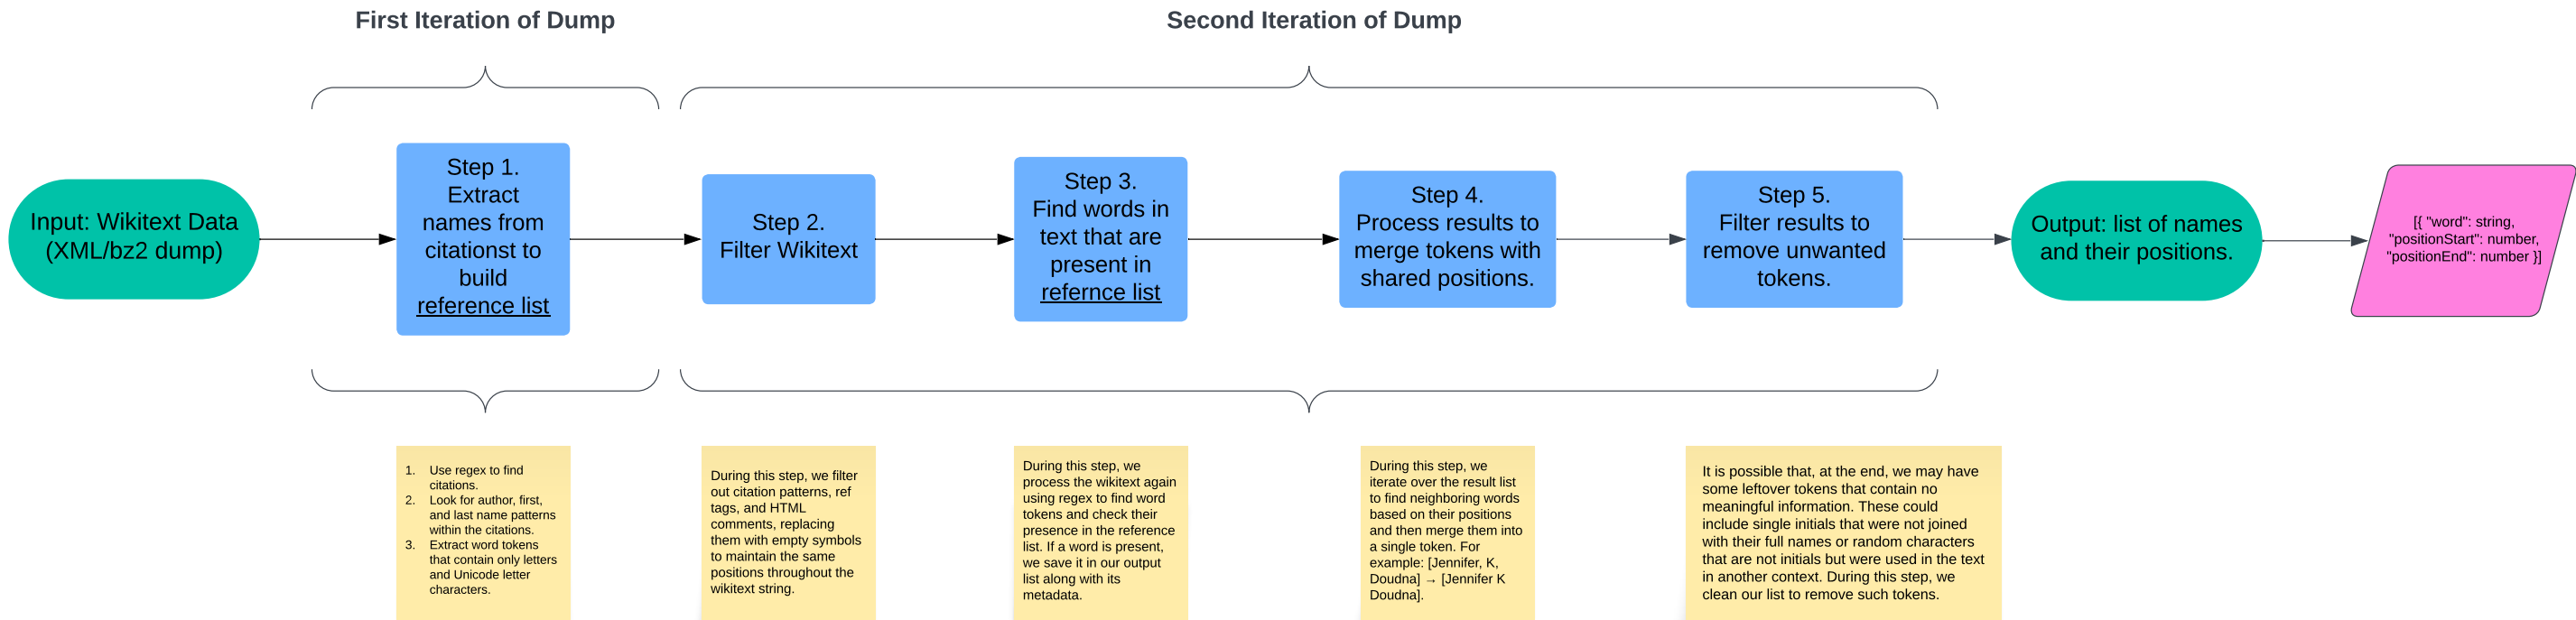 First Iteration of Dump
Second Iteration of Dump
Input: Wikitext Data
(XML/bz2 dump)
Step 1.
Extract
names from
citationst to
build
reference list
Step 2.
Filter Wikitext
Step 3.
Find words in
text that are
present in
refernce list
Step 4.
Process results to
merge tokens with
shared positions.
Step 5.
Filter results to
remove unwanted
tokens.
Output: list of names
and their positions.
[{ "word": string,
"positionStart": number,
"positionEnd": number }]
1. Use regex to find
citations.
2. Look for author, first,
and last name patterns
within the citations.
3. Extract word tokens
that contain only letters
and Unicode letter
characters.
During this step, we filter
out citation patterns, ref
tags, and HTML
comments, replacing
them with empty symbols
to maintain the same
positions throughout the
wikitext string.
During this step, we
process the wikitext again
using regex to find word
tokens and check their
presence in the reference
list. If a word is present,
we save it in our output
list along with its
metadata.
During this step, we
iterate over the result list
to find neighboring words
based on their positions
and then merge them into
a single token. For
example: [Jennifer, K,
Doudna] → [Jennifer K
Doudna].
It is possible that, at the end, we may have
some leftover tokens that contain no
meaningful information. These could
include single initials that were not joined
with their full names or random characters
that are not initials but were used in the text
in another context. During this step, we
clean our list to remove such tokens.